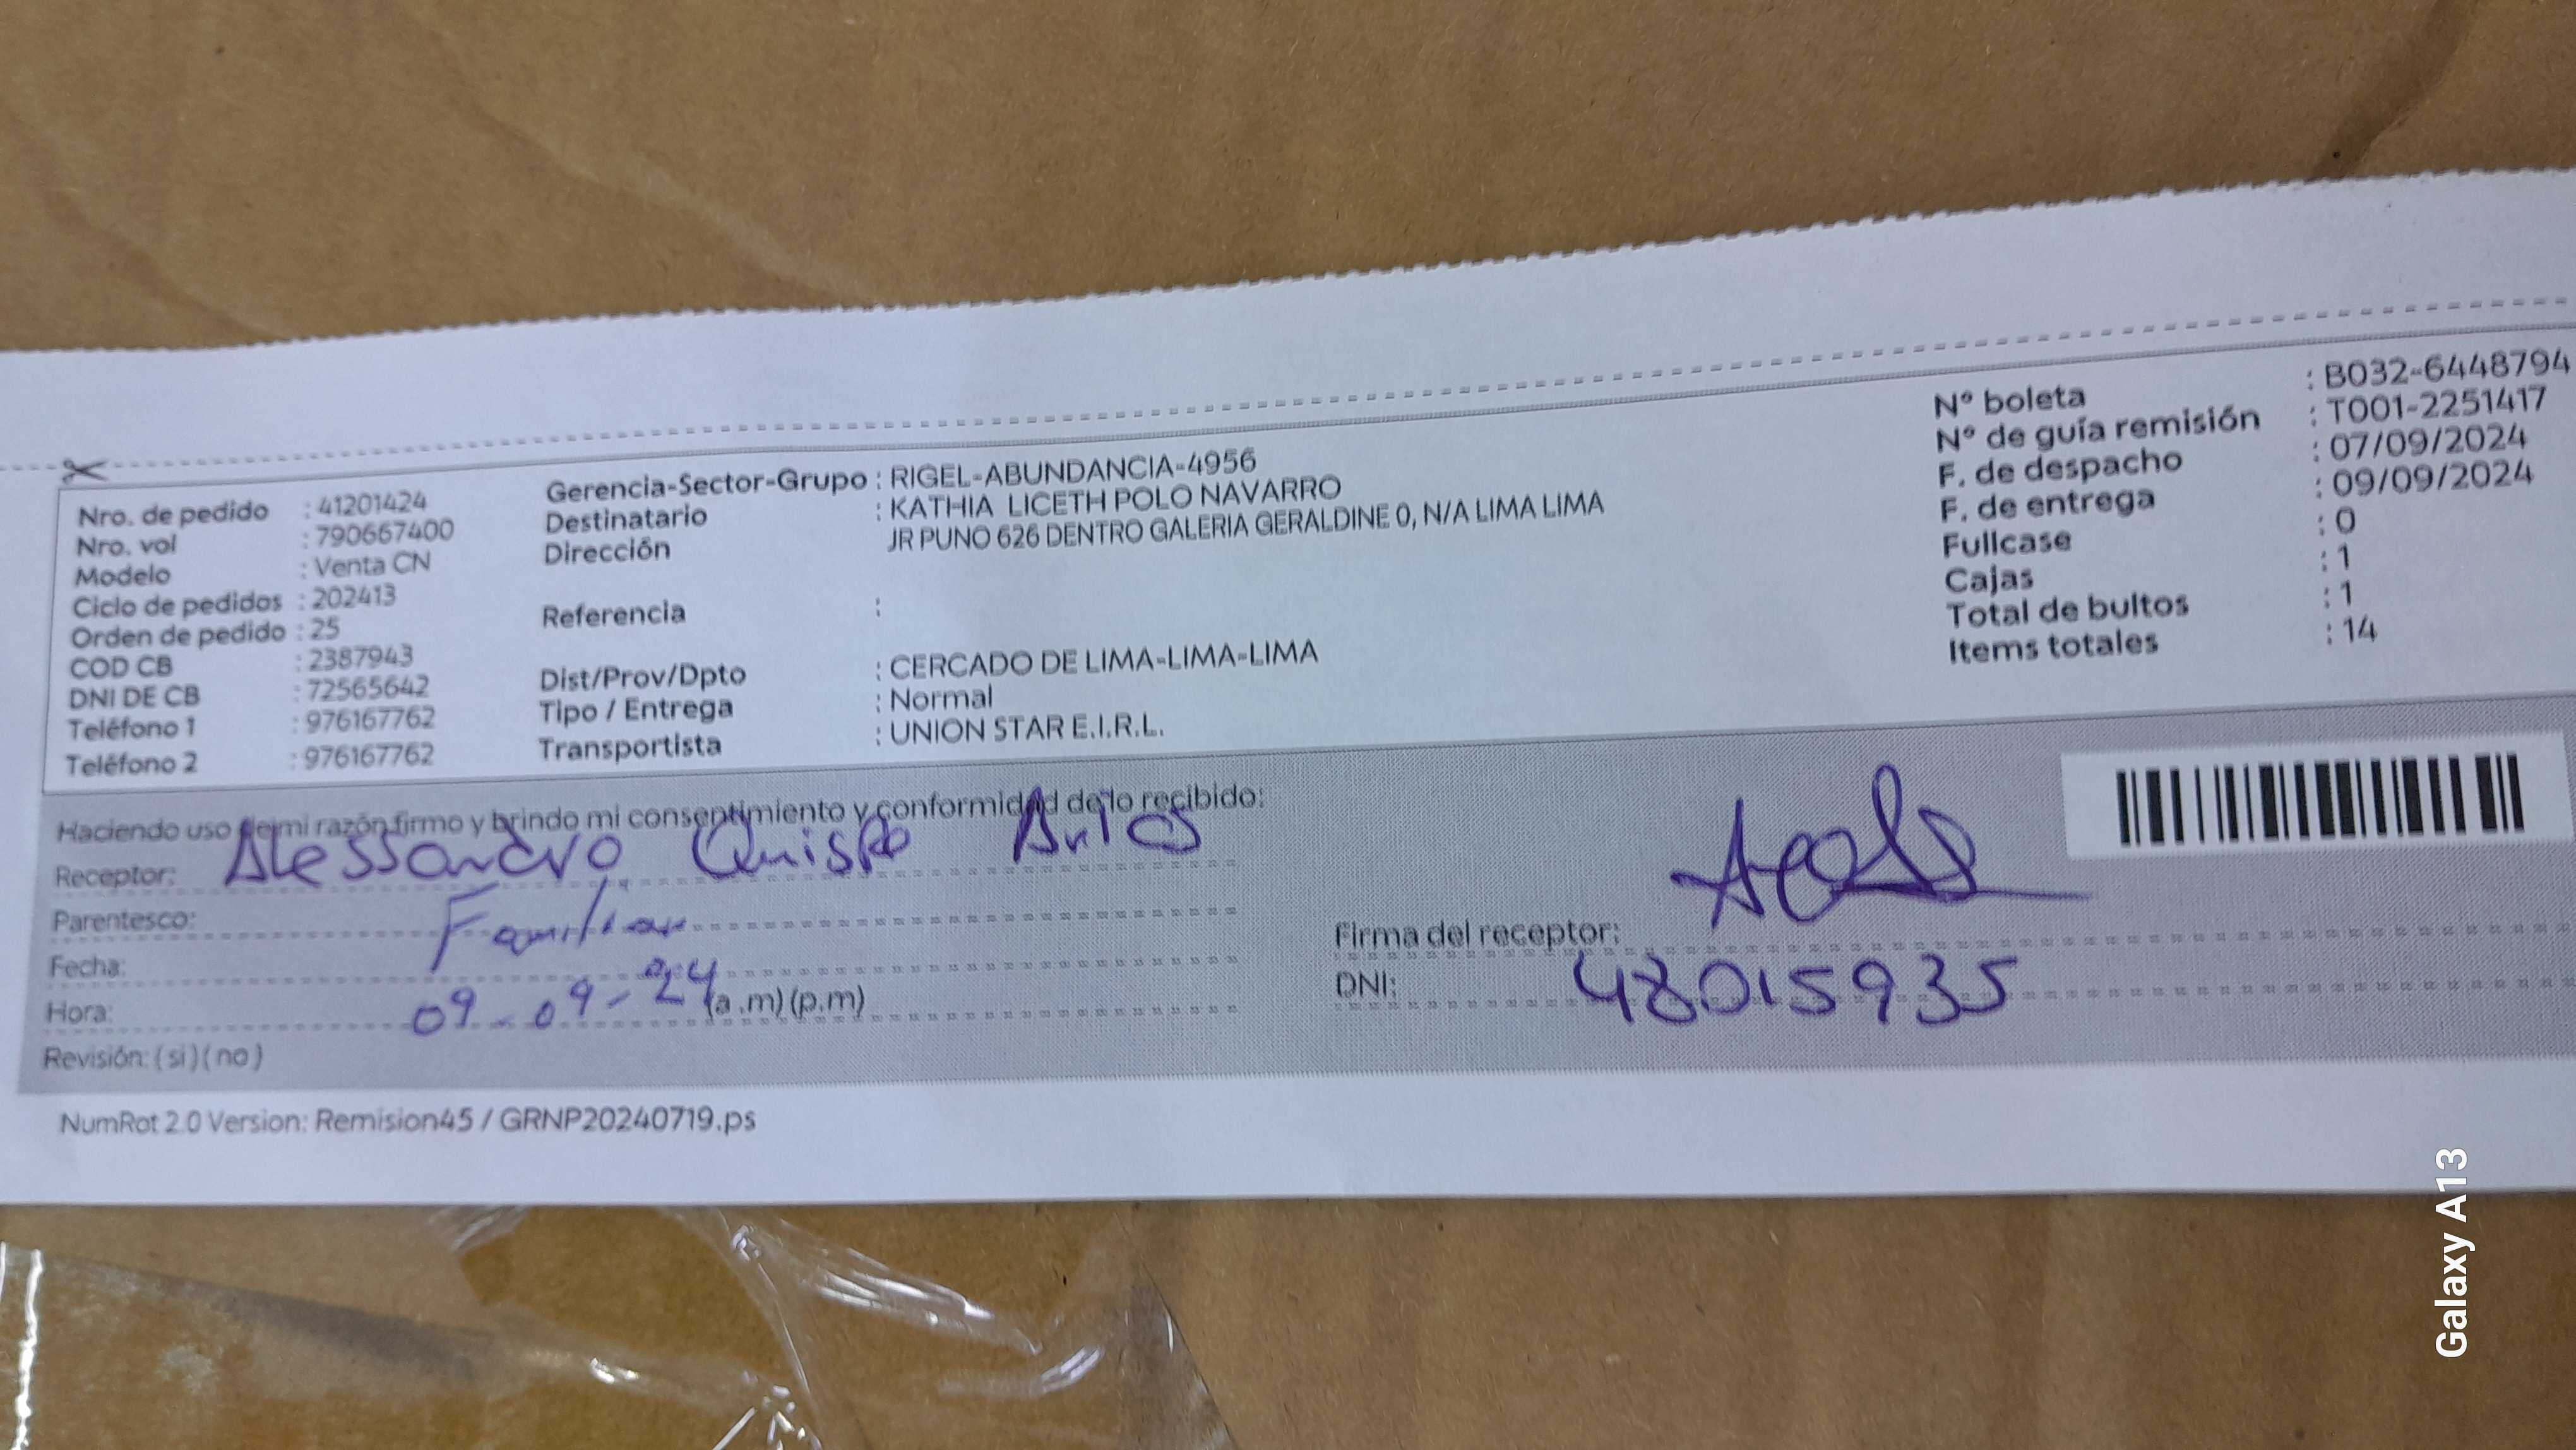 Nro. de pedido : 41201424
Nro. vol : 790667400
Modelo : Venta CN
Ciclo de pedidos : 202413
Orden de pedido : 25
COD CB : 2387943
DNI DE CB : 72565642
Teléfono 1 : 976167762
Teléfono 2 : 976167762
Gerencia-Sector-Grupo : RIGEL-ABUNDANCIA-4956
Destinatario : KATHIA LICETH POLO NAVARRO
Dirección JR PUNO 626 DENTRO GALERIA GERALDINE 0, N/A LIMA LIMA
Referencia :
Dist/Prov/Dpto : CERCADO DE LIMA-LIMA-LIMA
Tipo / Entrega : Normal
Transportista : UNION STAR E.I.R.L.
N° boleta : B032-6448794
N° de guía remisión : T001-2251417
F. de despacho : 07/09/2024
F. de entrega : 09/09/2024
Fullcase : 0
Cajas : 1
Total de bultos : 1
Items totales : 14
Haciendo uso de mi razón firmo y brindo mi consentimiento y conformidad de lo recibido:
Receptor: Alessandro Quispe
Parentesco: Familiar
Fecha:
Hora: 09-09-24 (a.m) (p.m)
Revisión: (si) (no)
Firma del receptor:
DNI: 48015935
NumRot 2.0 Version: Remision45 / GRNP20240719.ps
Galaxy A13